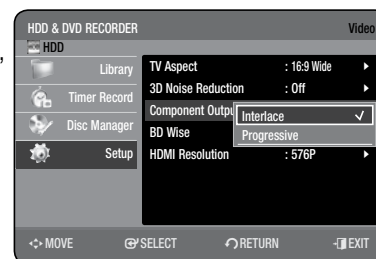 HDD & DVD RECORDER Video
HDD
Library
Timer Record
Disc Manager
Setup
TV Aspect : 16:9 Wide
3D Noise Reduction : Off
Component Outpu
Interlace
Progressive
BD Wise
HDMI Resolution : 576P
MOVE SELECT RETURN EXIT